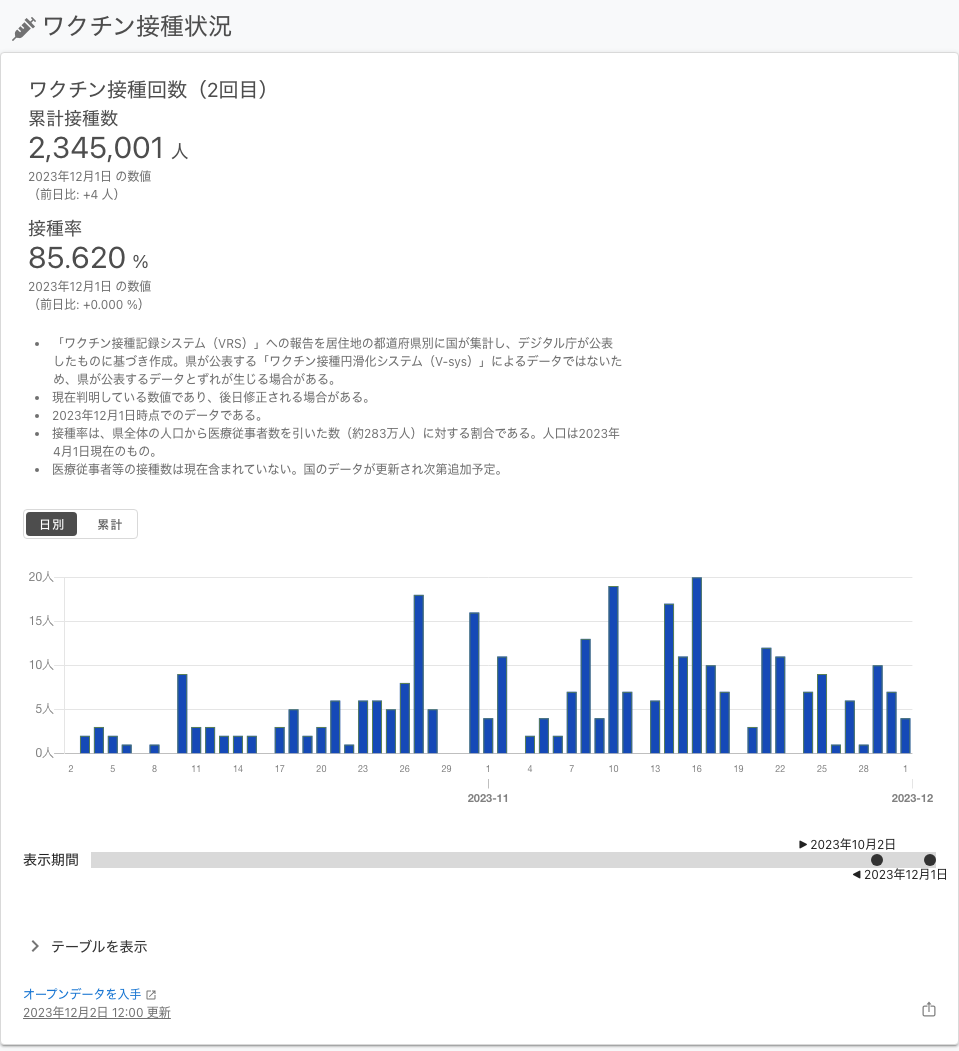 ワクチン接種状況
ワクチン接種回数（2回目）
累計接種数
2,345,001 人
2023年12月1日 の数値
（前日比: +4 人）
接種率
85.620 %
2023年12月1日 の数値
（前日比: +0.000 %）
• 「ワクチン接種記録システム（VRS）」への報告を居住地の都道府県別に国が集計し、デジタル庁が公表
したものに基づき作成。県が公表する「ワクチン接種円滑化システム（V-sys）」によるデータではないた
め、県が公表するデータとずれが生じる場合がある。
• 現在判明している数値であり、後日修正される場合がある。
• 2023年12月1日時点でのデータである。
• 接種率は、県全体の人口から医療従事者数を引いた数（約283万人）に対する割合である。人口は2023年
4月1日現在のもの。
• 医療従事者等の接種数は現在含まれていない。国のデータが更新され次第追加予定。
日別 累計
20人
15人
10人
5人
0人
2 5 8 11 14 17 20 23 26 29 1 4 7 10 13 16 19 22 25 28 1
2023-11 2023-12
▶ 2023年10月2日
表示期間
◀ 2023年12月1日
テーブルを表示
オープンデータを入手
2023年12月2日 12:00 更新